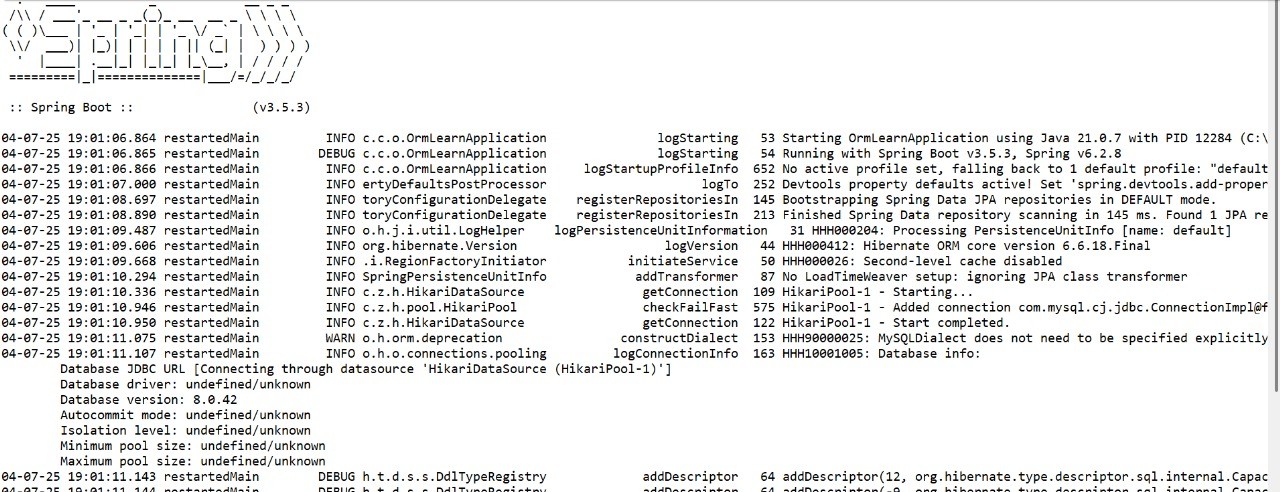 :: Spring Boot ::                (v3.5.3)
04-07-25 19:01:06.864 restartedMain         INFO c.c.o.OrmLearnApplication               logStarting   53 Starting OrmLearnApplication using Java 21.0.7 with PID 12284 (C:\
04-07-25 19:01:06.865 restartedMain        DEBUG c.c.o.OrmLearnApplication               logStarting   54 Running with Spring Boot v3.5.3, Spring v6.2.8
04-07-25 19:01:06.866 restartedMain         INFO c.c.o.OrmLearnApplication     logStartupProfileInfo  652 No active profile set, falling back to 1 default profile: "default
04-07-25 19:01:07.000 restartedMain         INFO ertyDefaultsPostProcessor                     logTo  252 Devtools property defaults active! Set 'spring.devtools.add-proper
04-07-25 19:01:08.697 restartedMain         INFO toryConfigurationDelegate    registerRepositoriesIn  145 Bootstrapping Spring Data JPA repositories in DEFAULT mode.
04-07-25 19:01:08.890 restartedMain         INFO toryConfigurationDelegate    registerRepositoriesIn  213 Finished Spring Data repository scanning in 145 ms. Found 1 JPA re
04-07-25 19:01:09.487 restartedMain         INFO o.h.j.i.util.LogHelper    logPersistenceUnitInformation   31 HHH000204: Processing PersistenceUnitInfo [name: default]
04-07-25 19:01:09.606 restartedMain         INFO org.hibernate.Version                    logVersion   44 HHH000412: Hibernate ORM core version 6.6.18.Final
04-07-25 19:01:09.668 restartedMain         INFO .i.RegionFactoryInitiator           initiateService   50 HHH000026: Second-level cache disabled
04-07-25 19:01:10.294 restartedMain         INFO SpringPersistenceUnitInfo            addTransformer   87 No LoadTimeWeaver setup: ignoring JPA class transformer
04-07-25 19:01:10.336 restartedMain         INFO c.z.h.HikariDataSource                getConnection  109 HikariPool-1 - Starting...
04-07-25 19:01:10.946 restartedMain         INFO c.z.h.pool.HikariPool                 checkFailFast  575 HikariPool-1 - Added connection com.mysql.cj.jdbc.ConnectionImpl@f
04-07-25 19:01:10.950 restartedMain         INFO c.z.h.HikariDataSource                getConnection  122 HikariPool-1 - Start completed.
04-07-25 19:01:11.075 restartedMain         WARN o.h.orm.deprecation                constructDialect  153 HHH90000025: MySQLDialect does not need to be specified explicitly
04-07-25 19:01:11.107 restartedMain         INFO o.h.o.connections.pooling         logConnectionInfo  163 HHH10001005: Database info:
Database JDBC URL [Connecting through datasource 'HikariDataSource (HikariPool-1)']
Database driver: undefined/unknown
Database version: 8.0.42
Autocommit mode: undefined/unknown
Isolation level: undefined/unknown
Minimum pool size: undefined/unknown
Maximum pool size: undefined/unknown
04-07-25 19:01:11.143 restartedMain        DEBUG h.t.d.s.s.DdlTypeRegistry             addDescriptor   64 addDescriptor(12, org.hibernate.type.descriptor.sql.internal.Capac